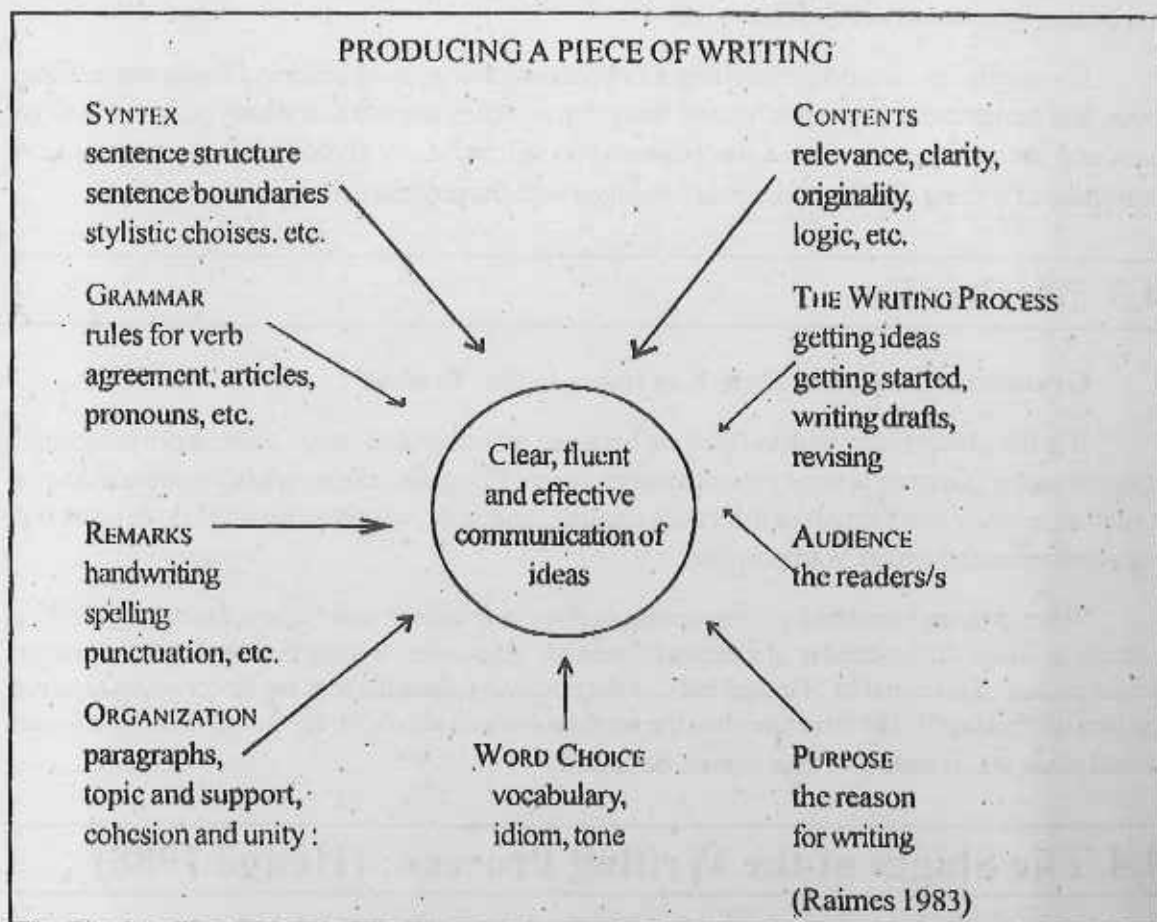 PRODUCING A PIECE OF WRITING
SYNTEX
sentence structure
sentence boundaries
stylistic choises. etc.
GRAMMAR
rules for verb
agreement. articles,
pronouns, etc.
REMARKS
handwriting
spelling
punctuation, etc.
ORGANIZATION
paragraphs,
topic and support,
cohesion and unity :
Clear, fluent
and effective
communication of
ideas
WORD CHOICE
vocabulary,
idiom, tone
CONTENTS
relevance, clarity,
originality,
logic, etc.
THE WRITING PROCESS
getting ideas
getting started,
writing drafts,
revising
AUDIENCE
the readers/s
PURPOSE
the reason
for writing
(Raimes 1983)